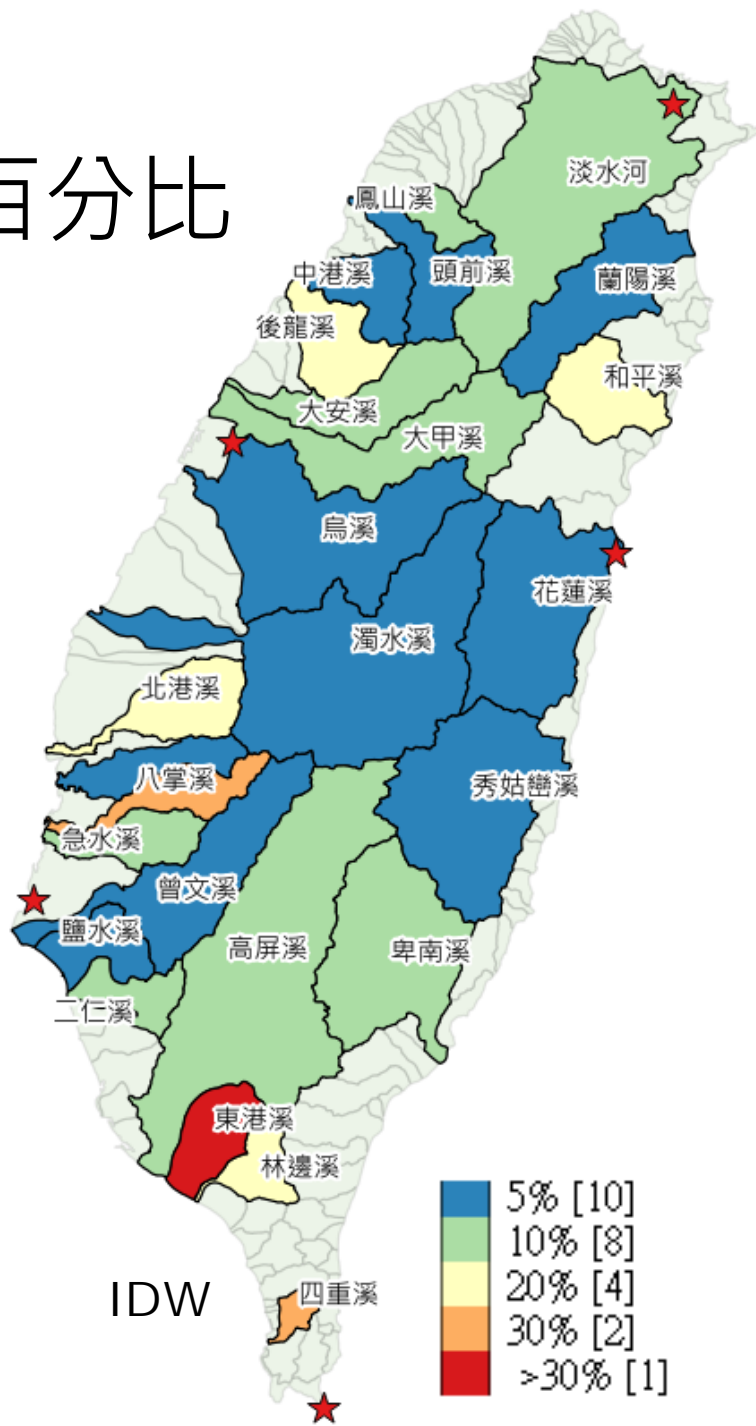 百分比
淡水河
鳳山溪
中港溪
頭前溪
蘭陽溪
後龍溪
和平溪
大安溪
大甲溪
烏溪
花蓮溪
濁水溪
北港溪
八掌溪
秀姑巒溪
急水溪
曾文溪
鹽水溪
高屏溪
卑南溪
二仁溪
東港溪
林邊溪
5% [10]
10% [8]
20% [4]
30% [2]
>30% [1]
IDW
四重溪